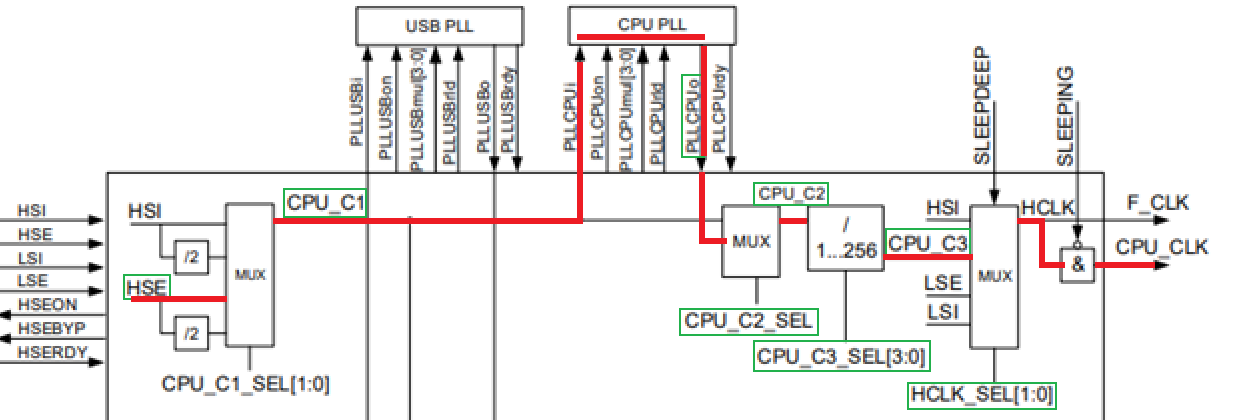 USB PLL
CPU PLL
PLLUSBi
PLLUSBon
PLLUSBmul[3:0]
PLLUSBrld
PLLUSBo
PLLUSBrdy
PLLCPUi
PLLCPUon
PLLCPUmul[3:0]
PLLCPUrld
PLLCPUo
PLLCPUrdy
SLEEPDEEP
SLEEPING
HSI
HSE
LSI
LSE
HSEON
HSEBYP
HSERDY
HSI
/2
HSE
/2
MUX
CPU_C1
CPU_C1_SEL[1:0]
MUX
CPU_C2
CPU_C2_SEL
/
1...256
CPU_C3
CPU_C3_SEL[3:0]
HSI
LSE
LSI
MUX
HCLK
HCLK_SEL[1:0]
&
F_CLK
CPU_CLK